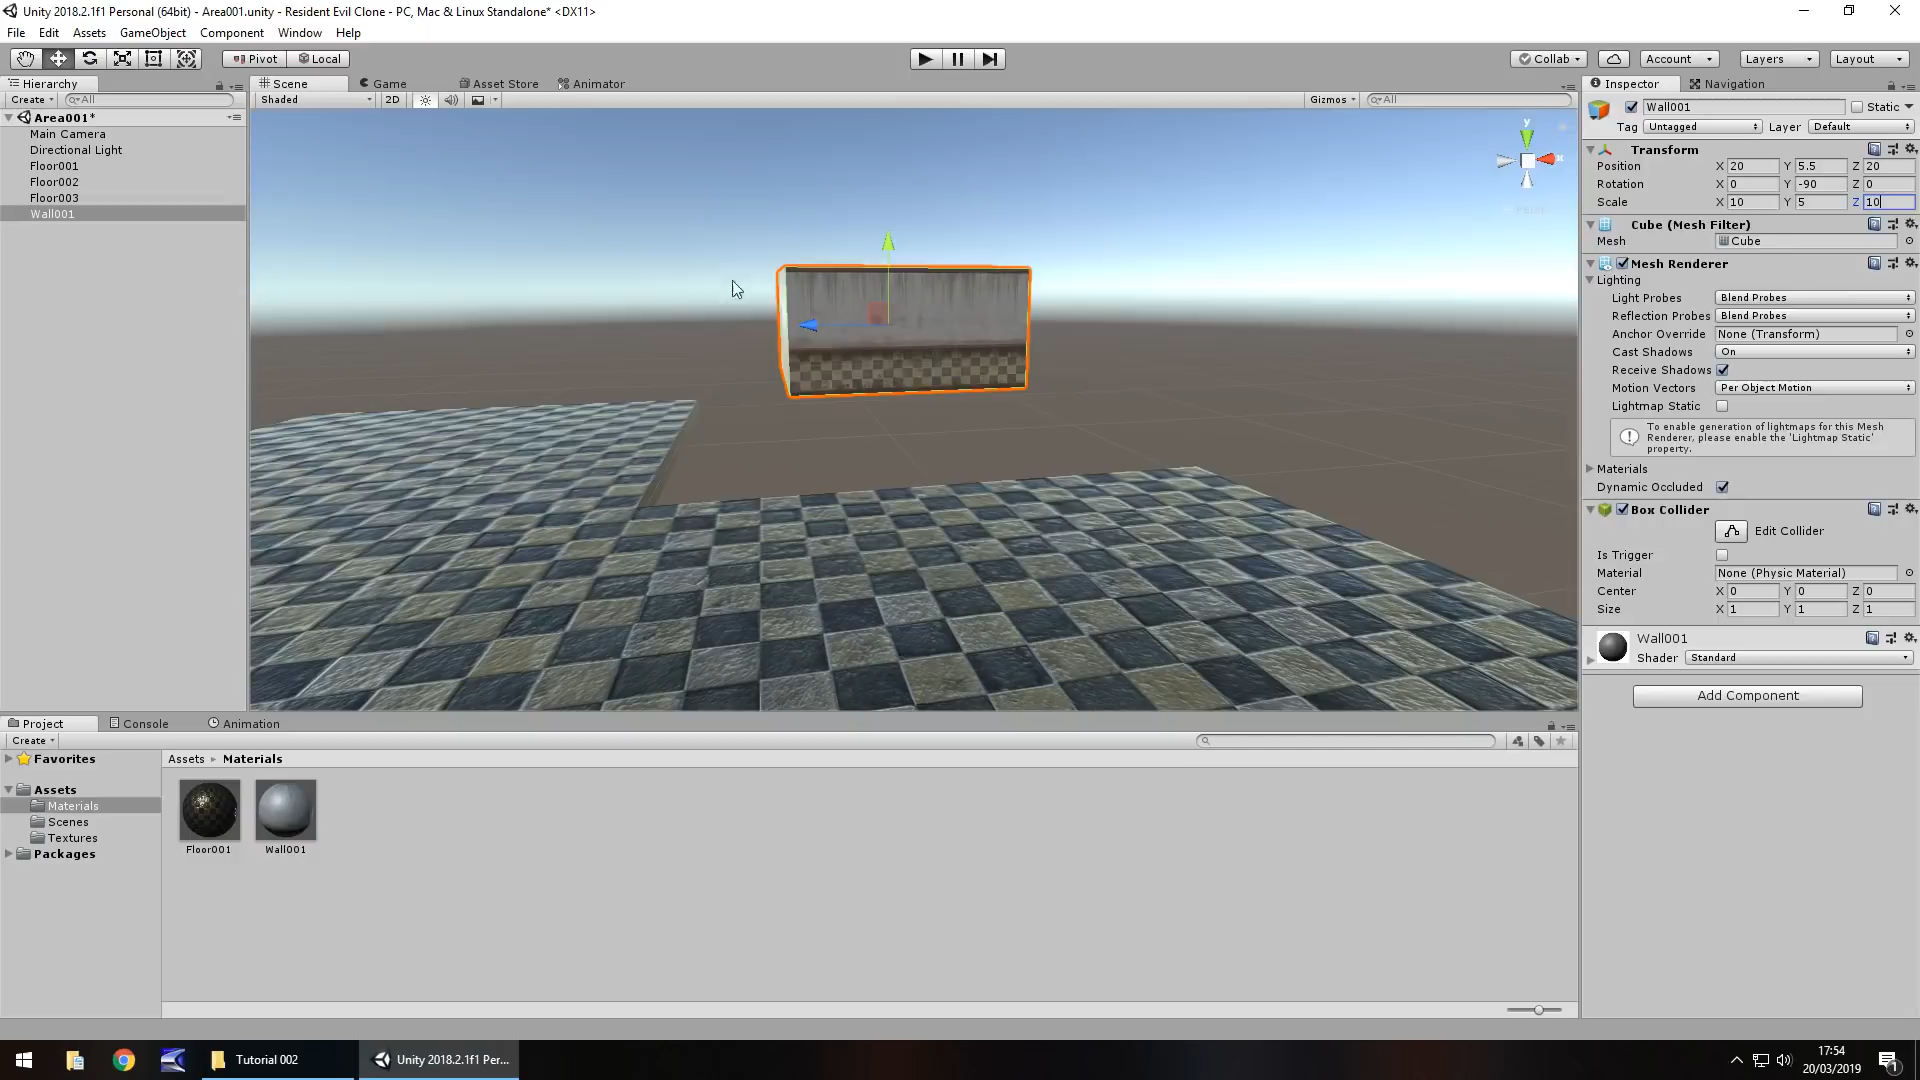 Unity 2018.2.1f1 Personal (64bit) - Area001.unity - Resident Evil Clone - PC, Mac & Linux Standalone* <DX11>
File Edit Assets GameObject Component Window Help
Pivot Local Collab Account Layers Layout
Hierarchy
Create All
Area001*
Main Camera
Directional Light
Floor001
Floor002
Floor003
Wall001
Scene Game Asset Store Animator
Shaded 2D Gizmos All
y
x
Inspector Navigation
Wall001 Static
Tag Untagged Layer Default
Transform
Position X 20 Y 5.5 Z 20
Rotation X 0 Y -90 Z 0
Scale X 10 Y 5 Z 10
Cube (Mesh Filter)
Mesh Cube
Mesh Renderer
Lighting
Light Probes Blend Probes
Reflection Probes Blend Probes
Anchor Override None (Transform)
Cast Shadows On
Receive Shadows
Motion Vectors Per Object Motion
Lightmap Static
To enable generation of lightmaps for this Mesh
Renderer, please enable the 'Lightmap Static'
property.
Materials
Dynamic Occluded
Box Collider
Edit Collider
Is Trigger
Material None (Physic Material)
Center X 0 Y 0 Z 0
Size X 1 Y 1 Z 1
Wall001
Shader Standard
Add Component
Project Console Animation
Create
Favorites
Assets
Materials
Scenes
Textures
Packages
Assets Materials
Floor001 Wall001
Tutorial 002 Unity 2018.2.1f1 Per...
17:54
20/03/2019
1